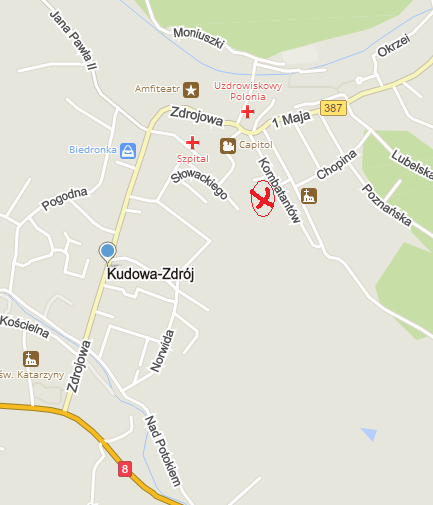 Moniuszki
Jana Pawła II
Okrzei
Amfiteatr
Uzdrowiskowy
Polonia
387
Zdrojowa
1 Maja
Capitol
Biedronka
Szpital
Lubelska
Kombatantów
Chopina
Słowackiego
Pogodna
Poznańska
Kudowa-Zdrój
Kościelna
Norwida
Zdrojowa
św. Katarzyny
Nad Potokiem
8